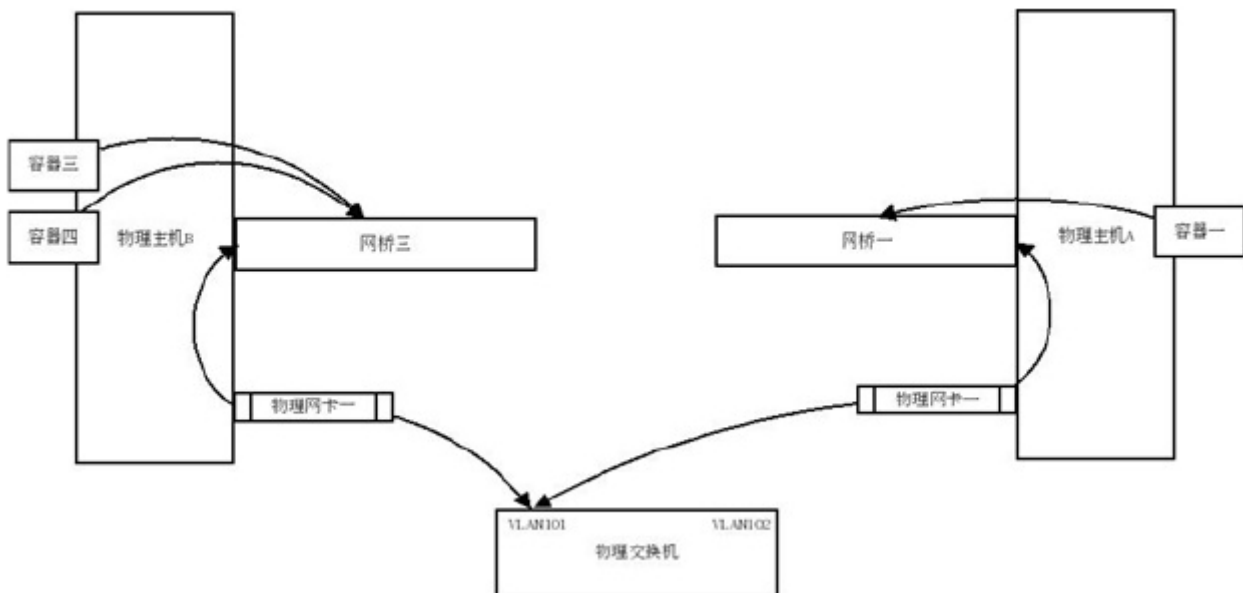 容器三
容器四
物理主机B
网桥三
网桥一
物理主机A
容器一
物理网卡一
物理网卡一
VLAN101
VLAN102
物理交换机